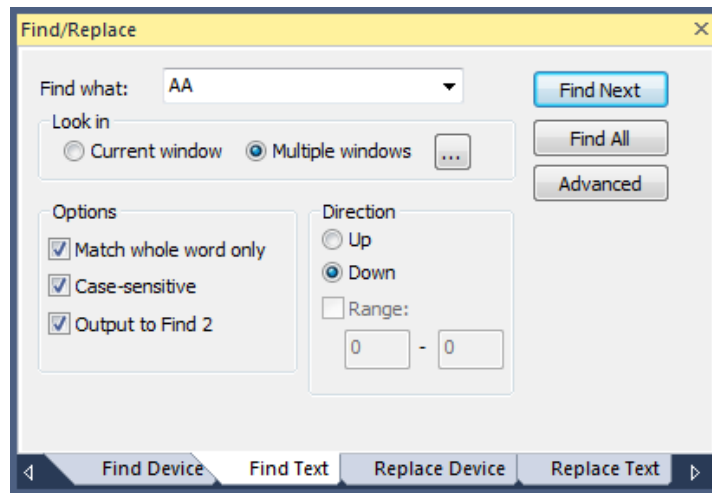 Find/Replace
Find what: AA
Find Next
Look in
Current window Multiple windows ...
Find All
Advanced
Options
Match whole word only
Case-sensitive
Output to Find 2
Direction
Up
Down
Range:
0 - 0
Find Device Find Text Replace Device Replace Text